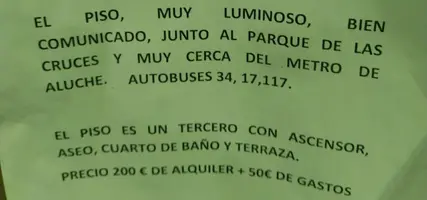 EL PISO, MUY LUMINOSO, BIEN
COMUNICADO, JUNTO AL PARQUE DE LAS
CRUCES Y MUY CERCA DEL METRO DE
ALUCHE. AUTOBUSES 34, 17,117.
EL PISO ES UN TERCERO CON ASCENSOR,
ASEO, CUARTO DE BAÑO Y TERRAZA.
PRECIO 200 € DE ALQUILER + 50€ DE GASTOS